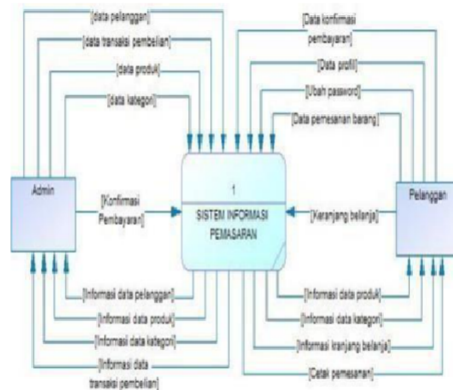 [data pelanggan]
[data transaksi pembelian]
[data produk]
[data kategori]
[Data konfirmasi
pembayaran]
[Data profil]
[Ubah password]
[Data pemesanan barang]
Admin
[Konfirmasi
Pembayaran]
1
SISTEM INFORMASI
PEMASARAN
[Keranjang belanja]
Pelanggan
[Informasi data pelanggan]
[Informasi data produk]
[Informasi data kategori]
[Informasi data
transaksi pembelian]
[Informasi data produk]
[Informasi data kategori]
[Informasi kranjang belanja]
[Cetak pemesanan]